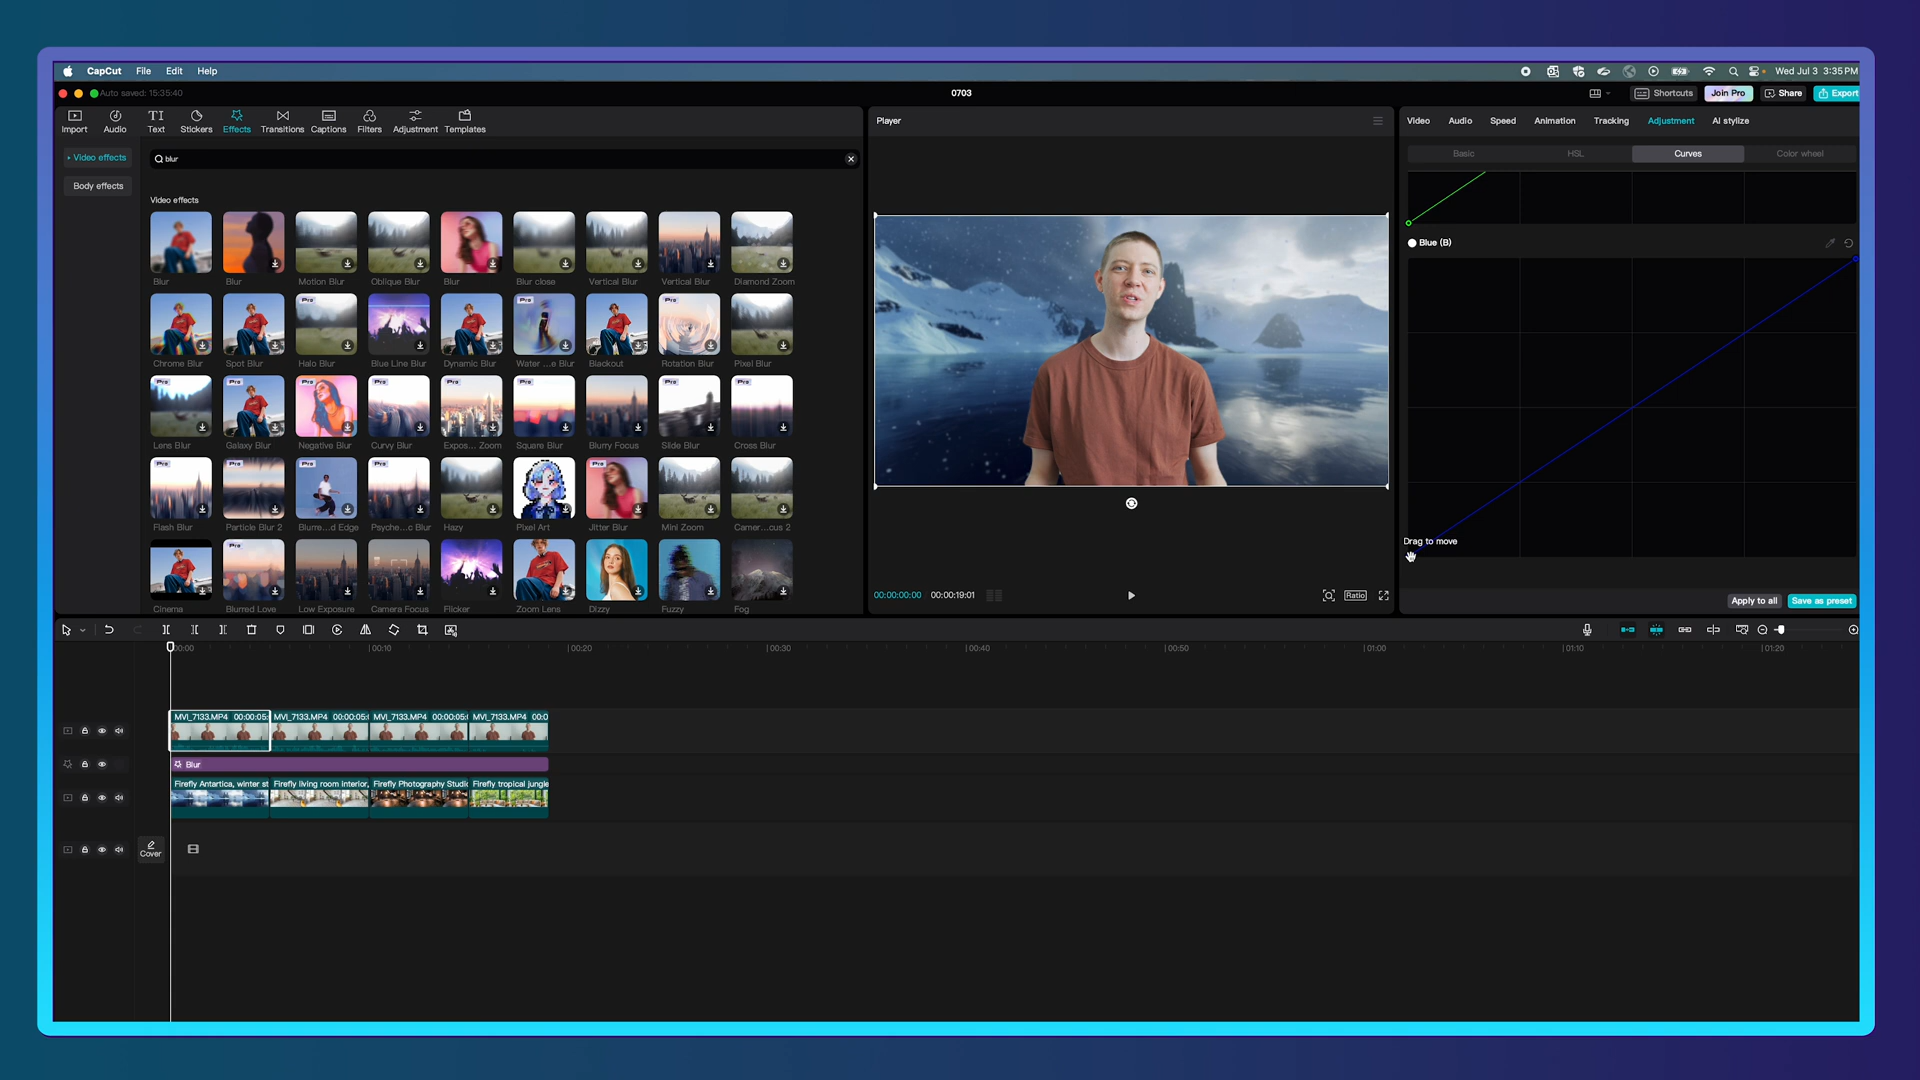 CapCut File Edit Help
Wed Jul 3 3:35PM
Auto saved: 15:35:40
0703
Shortcuts
Join Pro
Share
Export
Import Audio Text Stickers Effects Transitions Captions Filters Adjustment Templates
Video effects
Body effects
blur
Video effects
Blur Blur Motion Blur Oblique Blur Blur Blur close Vertical Blur Vertical Blur Diamond Zoom
Pro Pro Pro
Chrome Blur Spot Blur Halo Blur Blue Line Blur Dynamic Blur Water ...e Blur Blackout Rotation Blur Pixel Blur
Pro Pro Pro Pro Pro Pro Pro Pro Pro
Lens Blur Galaxy Blur Negative Blur Curvy Blur Expos... Zoom Square Blur Blurry Focus Slide Blur Cross Blur
Pro Pro Pro Pro Pro
Flash Blur Particle Blur 2 Blurre...d Edge Psyche...c Blur Hazy Pixel Art Jitter Blur Mini Zoom Camer...cus 2
Pro
Cinema Blurred Love Low Exposure Camera Focus Flicker Zoom Lens Dizzy Fuzzy Fog
Player
00:00:00:00 00:00:19:01
Ratio
Video Audio Speed Animation Tracking Adjustment AI stylize
Basic HSL Curves Color wheel
Blue (B)
Drag to move
Apply to all
Save as preset
00:00 00:10 00:20 00:30 00:40 00:50 01:00 01:10 01:20
MVI_7133.MP4 00:00:05: MVI_7133.MP4 00:00:05:( MVI_7133.MP4 00:00:05:( MVI_7133.MP4 00:0
Blur
Firefly Antartica, winter st Firefly living room interior, Firefly Photography Studi Firefly tropical jungle
Cover